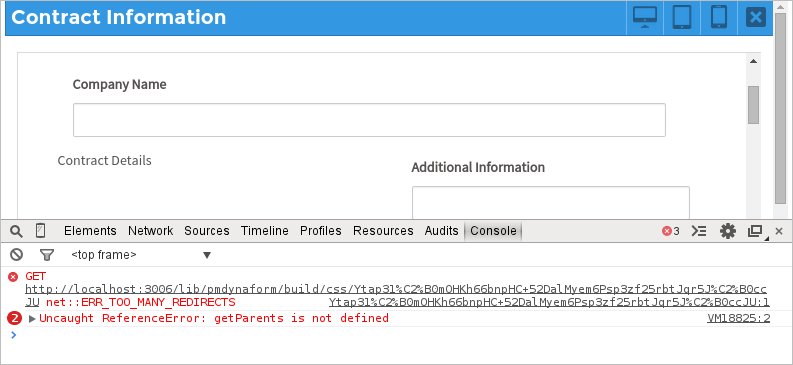 Contract Information
Company Name
Contract Details
Additional Information
Elements Network Sources Timeline Profiles Resources Audits Console 3
<top frame>
GET
http://localhost:3006/lib/pmdynaform/build/css/Ytap31%C2%B0mOHKh66bnpHC+52DalMyem6Psp3zf25rbtJqr5J%C2%B0cc
JU net::ERR_TOO_MANY_REDIRECTS Ytap31%C2%B0mOHKh66bnpHC+52DalMyem6Psp3zf25rbtJqr5J%C2%B0ccJU:1
2 Uncaught ReferenceError: getParents is not defined VM18825:2